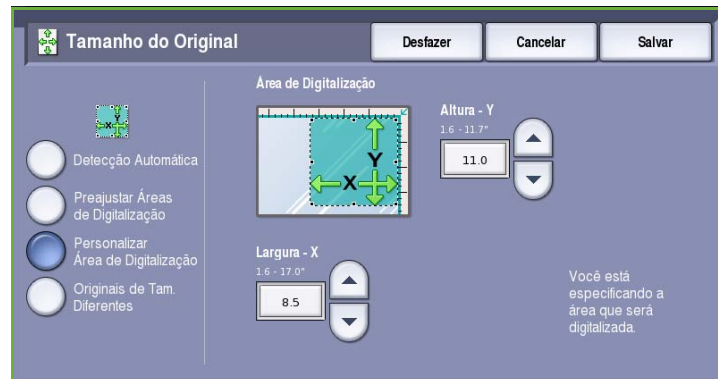 Tamanho do Original
Desfazer
Cancelar
Salvar
Detecção Automática
Preajustar Áreas
de Digitalização
Personalizar
Área de Digitalização
Originais de Tam.
Diferentes
Área de Digitalização
Y
X
Altura - Y
1.6 - 11.7"
11.0
Largura - X
1.6 - 17.0"
8.5
Você está
especificando a
área que será
digitalizada.